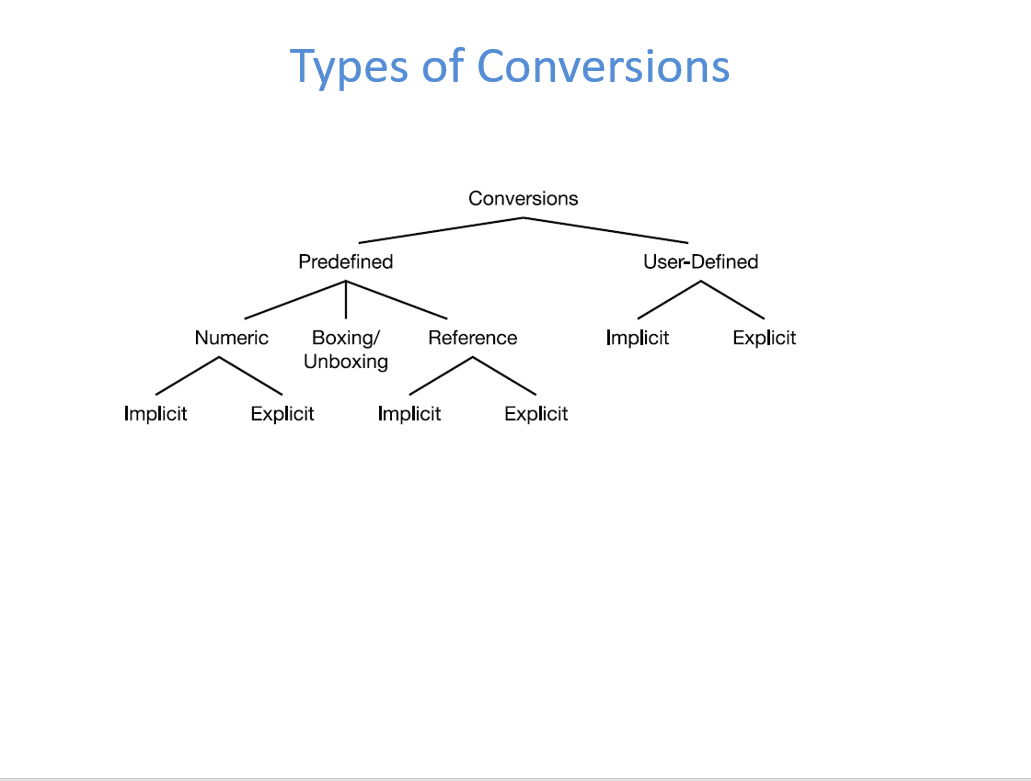 Types of Conversions
Conversions
Predefined
User-Defined
Numeric
Boxing/
Unboxing
Reference
Implicit
Explicit
Implicit
Explicit
Implicit
Explicit